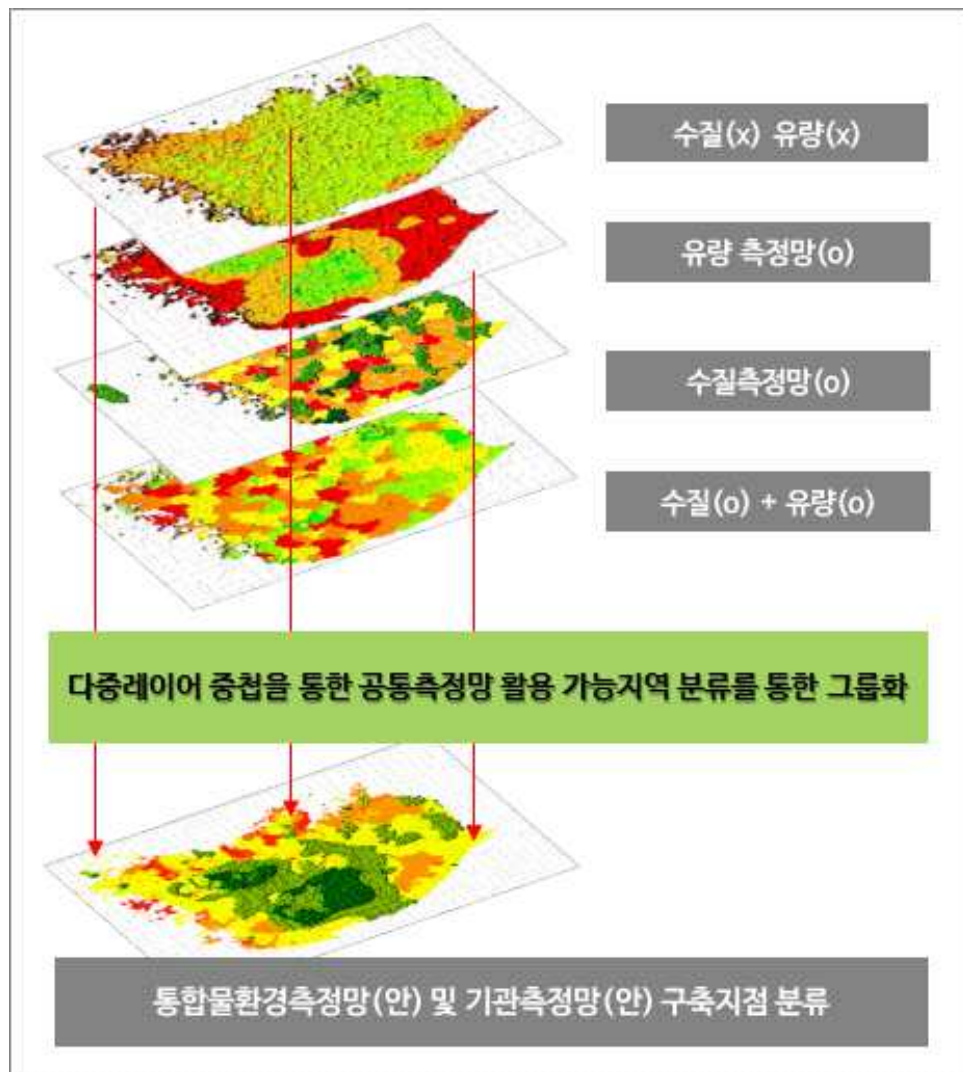 수질(x) 유량(x)
유량 측정망(o)
수질측정망(o)
수질(o) + 유량(o)
다중레이어 중첩을 통한 공통측정망 활용 가능지역 분류를 통한 그룹화
통합물환경측정망(안) 및 기관측정망(안) 구축지점 분류